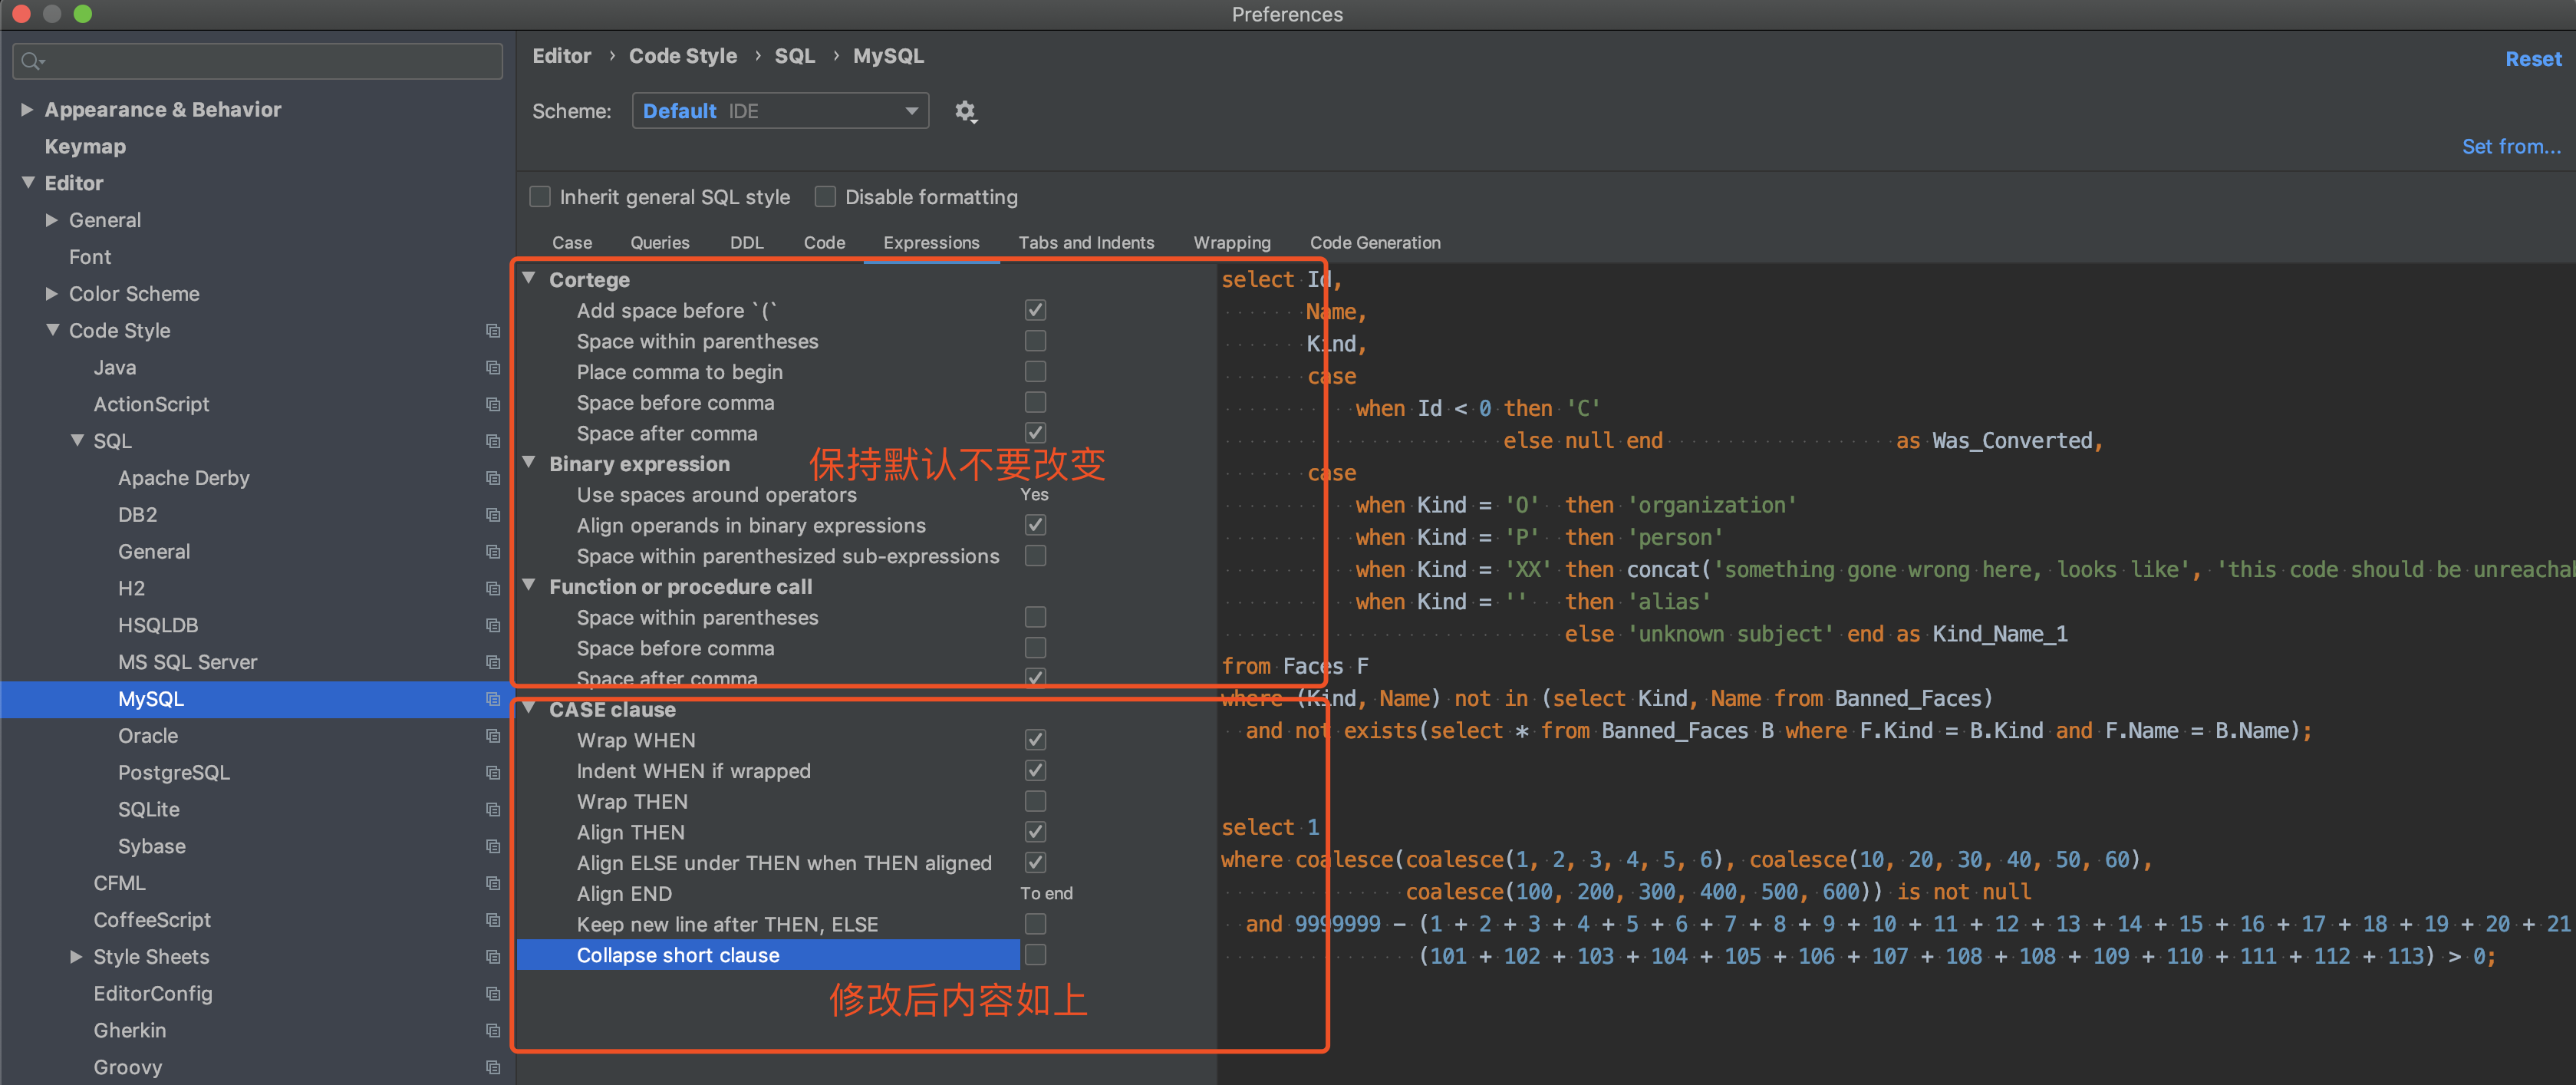 Preferences
Appearance & Behavior
Keymap
Editor
General
Font
Color Scheme
Code Style
Java
ActionScript
SQL
Apache Derby
DB2
General
H2
HSQLDB
MS SQL Server
MySQL
Oracle
PostgreSQL
SQLite
Sybase
CFML
CoffeeScript
Style Sheets
EditorConfig
Gherkin
Groovy
Editor › Code Style › SQL › MySQL
Reset
Scheme: Default IDE
Set from...
Inherit general SQL style Disable formatting
Case Queries DDL Code Expressions Tabs and Indents Wrapping Code Generation
Cortege
Add space before `(`
Space within parentheses
Place comma to begin
Space before comma
Space after comma
保持默认不要改变
Binary expression
Use spaces around operators Yes
Align operands in binary expressions
Space within parenthesized sub-expressions
Function or procedure call
Space within parentheses
Space before comma
Space after comma
CASE clause
Wrap WHEN
Indent WHEN if wrapped
Wrap THEN
Align THEN
Align ELSE under THEN when THEN aligned
Align END To end
Keep new line after THEN, ELSE
Collapse short clause
修改后内容如上
select Id,
Name,
Kind,
case
when Id < 0 then 'C'
else null end as Was_Converted,
case
when Kind = 'O' then 'organization'
when Kind = 'P' then 'person'
when Kind = 'XX' then concat('something gone wrong here, looks like', 'this code should be unreachal
when Kind = '' then 'alias'
else 'unknown subject' end as Kind_Name_1
from Faces F
where (Kind, Name) not in (select Kind, Name from Banned_Faces)
and not exists(select * from Banned_Faces B where F.Kind = B.Kind and F.Name = B.Name);
select 1
where coalesce(coalesce(1, 2, 3, 4, 5, 6), coalesce(10, 20, 30, 40, 50, 60),
coalesce(100, 200, 300, 400, 500, 600)) is not null
and 9999999 - (1 + 2 + 3 + 4 + 5 + 6 + 7 + 8 + 9 + 10 + 11 + 12 + 13 + 14 + 15 + 16 + 17 + 18 + 19 + 20 + 21
(101 + 102 + 103 + 104 + 105 + 106 + 107 + 108 + 108 + 109 + 110 + 111 + 112 + 113) > 0;